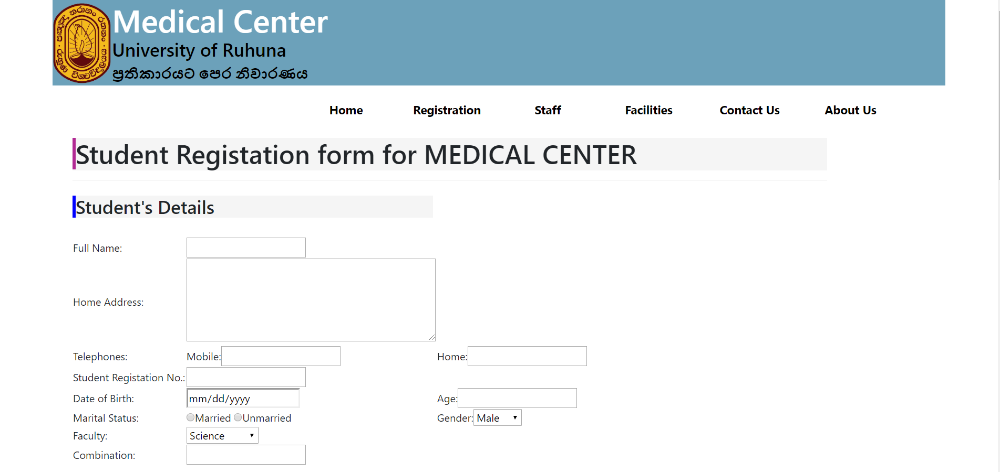 Medical Center
University of Ruhuna
ප්‍රතිකාරයට පෙර නිවාරණය
Home Registration Staff Facilities Contact Us About Us
Student Registation form for MEDICAL CENTER
Student's Details
Full Name:
Home Address:
Telephones: Mobile: Home:
Student Registation No.:
Date of Birth: mm/dd/yyyy Age:
Marital Status: Married Unmarried Gender: Male
Faculty: Science
Combination: